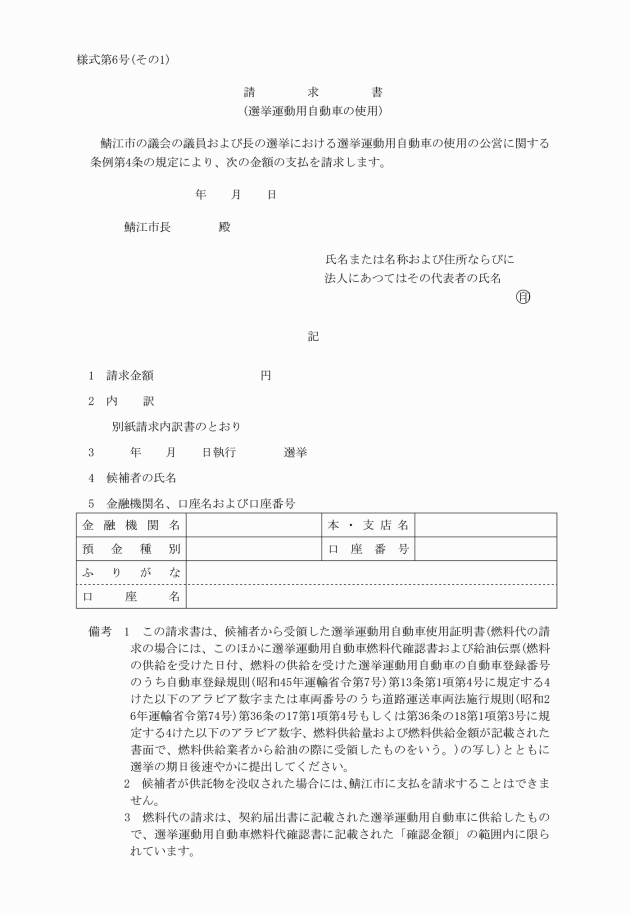 様式第6号(その1)
請求書
(選挙運動用自動車の使用)
鯖江市の議会の議員および長の選挙における選挙運動用自動車の使用の公営に関する
条例第4条の規定により、次の金額の支払を請求します。
年　月　日
鯖江市長　殿
氏名または名称および住所ならびに
法人にあつてはその代表者の氏名
㊞
記
1　請求金額　円
2　内　訳
別紙請求内訳書のとおり
3　年　月　日執行　選挙
4　候補者の氏名
5　金融機関名、口座名および口座番号
金融機関名　本・支店名
預金種別　口座番号
ふりがな
口座名
備考　1　この請求書は、候補者から受領した選挙運動用自動車使用証明書(燃料代の請
求の場合には、このほかに選挙運動用自動車燃料代確認書および給油伝票(燃料
の供給を受けた日付、燃料の供給を受けた選挙運動用自動車の自動車登録番号
のうち自動車登録規則(昭和45年運輸省令第7号)第13条第1項第4号に規定する4
けた以下のアラビア数字または車両番号のうち道路運送車両法施行規則(昭和2
6年運輸省令第74号)第36条の17第1項第4号もしくは第36条の18第1項第3号に規
定する4けた以下のアラビア数字、燃料供給量および燃料供給金額が記載された
書面で、燃料供給業者から給油の際に受領したものをいう。)の写し)とともに
選挙の期日後速やかに提出してください。
2　候補者が供託物を没収された場合には、鯖江市に支払を請求することはできま
せん。
3　燃料代の請求は、契約届出書に記載された選挙運動用自動車に供給したもの
で、選挙運動用自動車燃料代確認書に記載された「確認金額」の範囲内に限ら
れています。